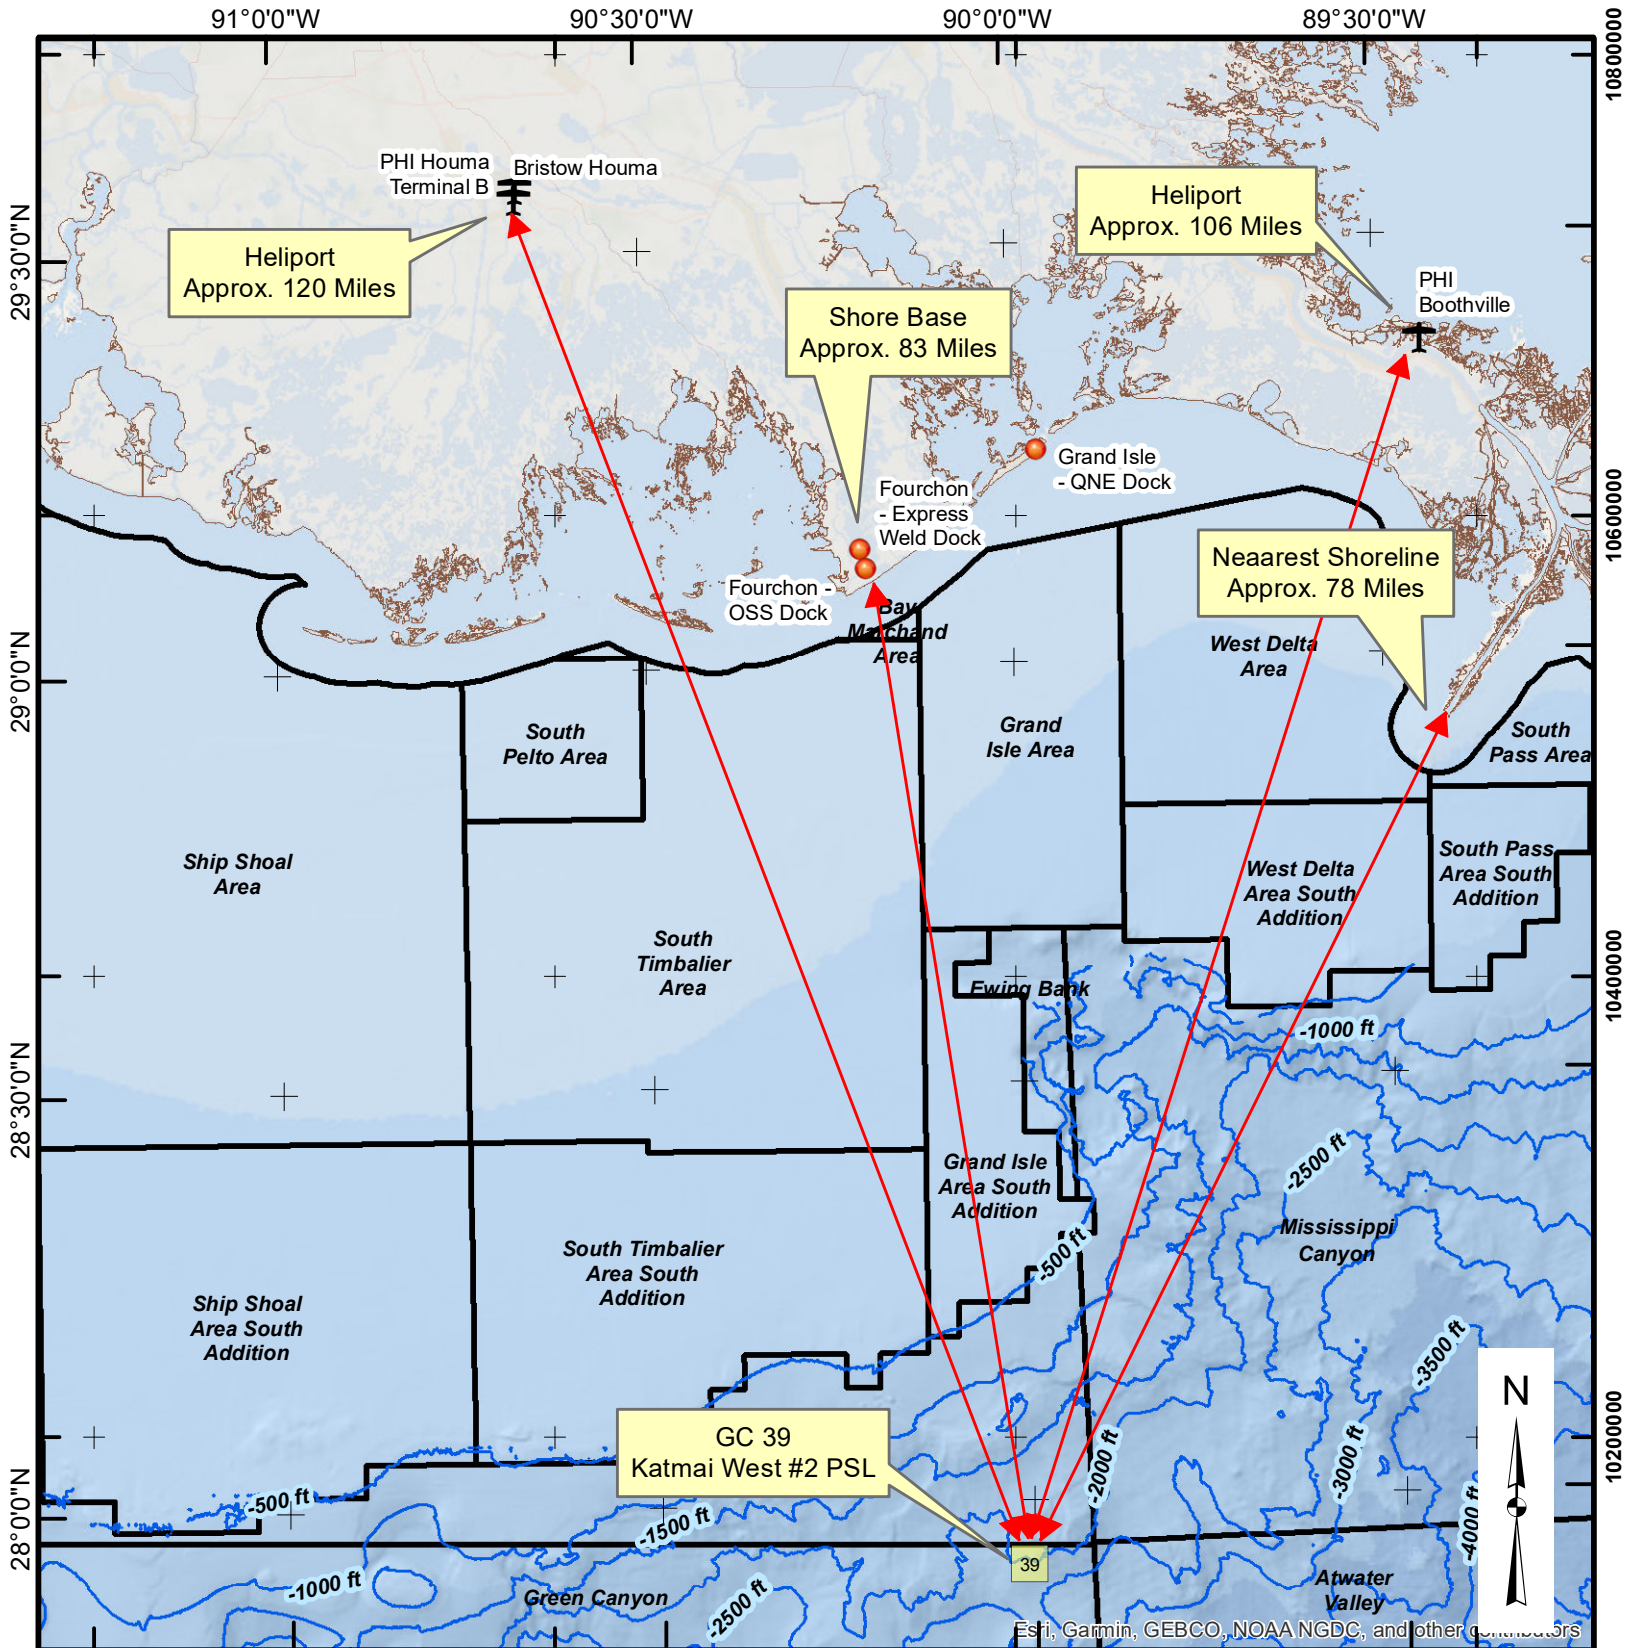 91°0'0"W
90°30'0"W
90°0'0"W
89°30'0"W
10800000
10600000
10400000
10200000
29°30'0"N
29°0'0"N
28°30'0"N
28°0'0"N
PHI Houma
Terminal B
Bristow Houma
Heliport
Approx. 120 Miles
Heliport
Approx. 106 Miles
PHI
Boothville
Shore Base
Approx. 83 Miles
Grand Isle
- QNE Dock
Fourchon
- Express
Weld Dock
Fourchon -
OSS Dock
Neaarest Shoreline
Approx. 78 Miles
Bay
Marchand
Area
West Delta
Area
South
Pelto Area
Grand
Isle Area
South
Pass Area
Ship Shoal
Area
South
Timbalier
Area
West Delta
Area South
Addition
South Pass
Area South
Addition
Ewing Bank
-1000 ft
-2500 ft
Grand Isle
Area South
Addition
Mississippi
Canyon
-500 ft
South Timbalier
Area South
Addition
Ship Shoal
Area South
Addition
-3500 ft
N
GC 39
Katmai West #2 PSL
-2000 ft
-3000 ft
-4000 ft
-500 ft
-1500 ft
39
-1000 ft
Green Canyon
-2500 ft
Atwater
Valley
Esri, Garmin, GEBCO, NOAA NGDC, and other contributors